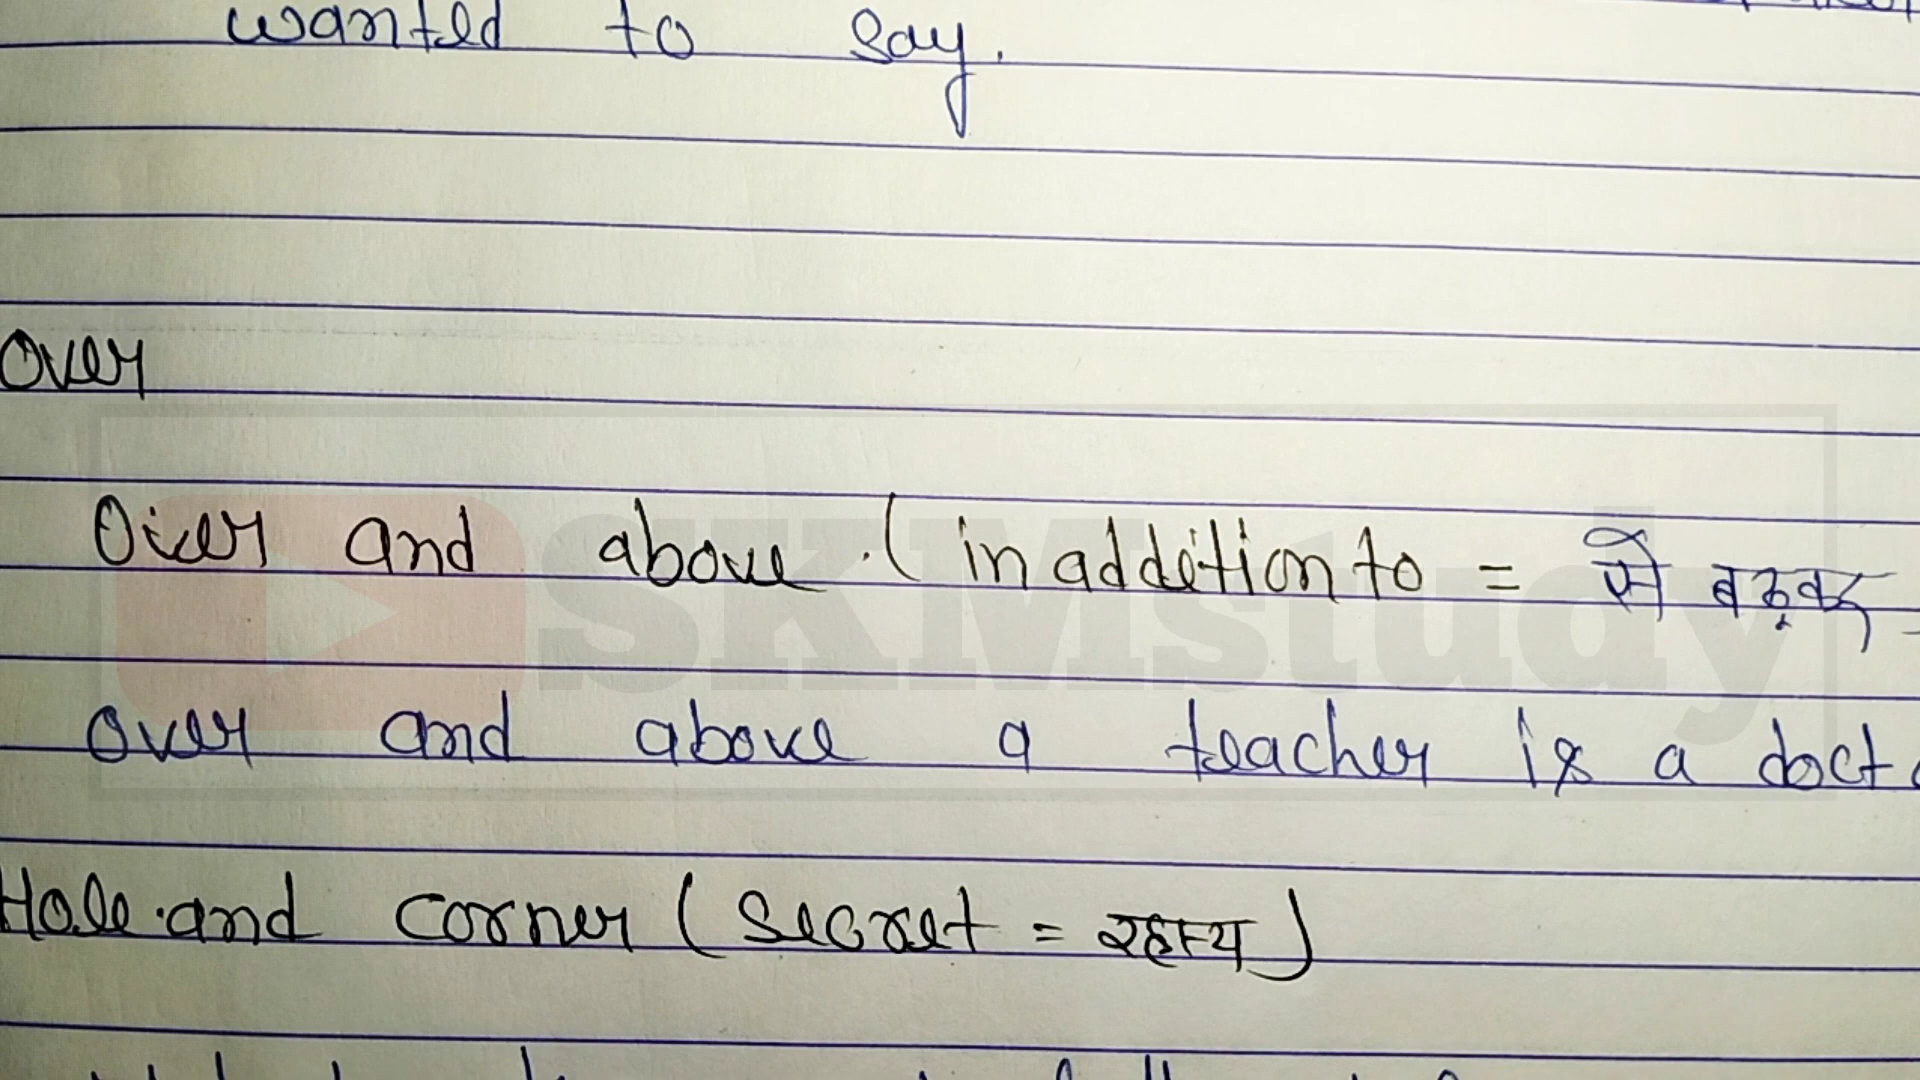 wanted to say.
Over
Over and above (in addition to = से बढ़कर
SKMstudy
over and above a teacher is a doct
Hole and corner (Secret = रहस्य)